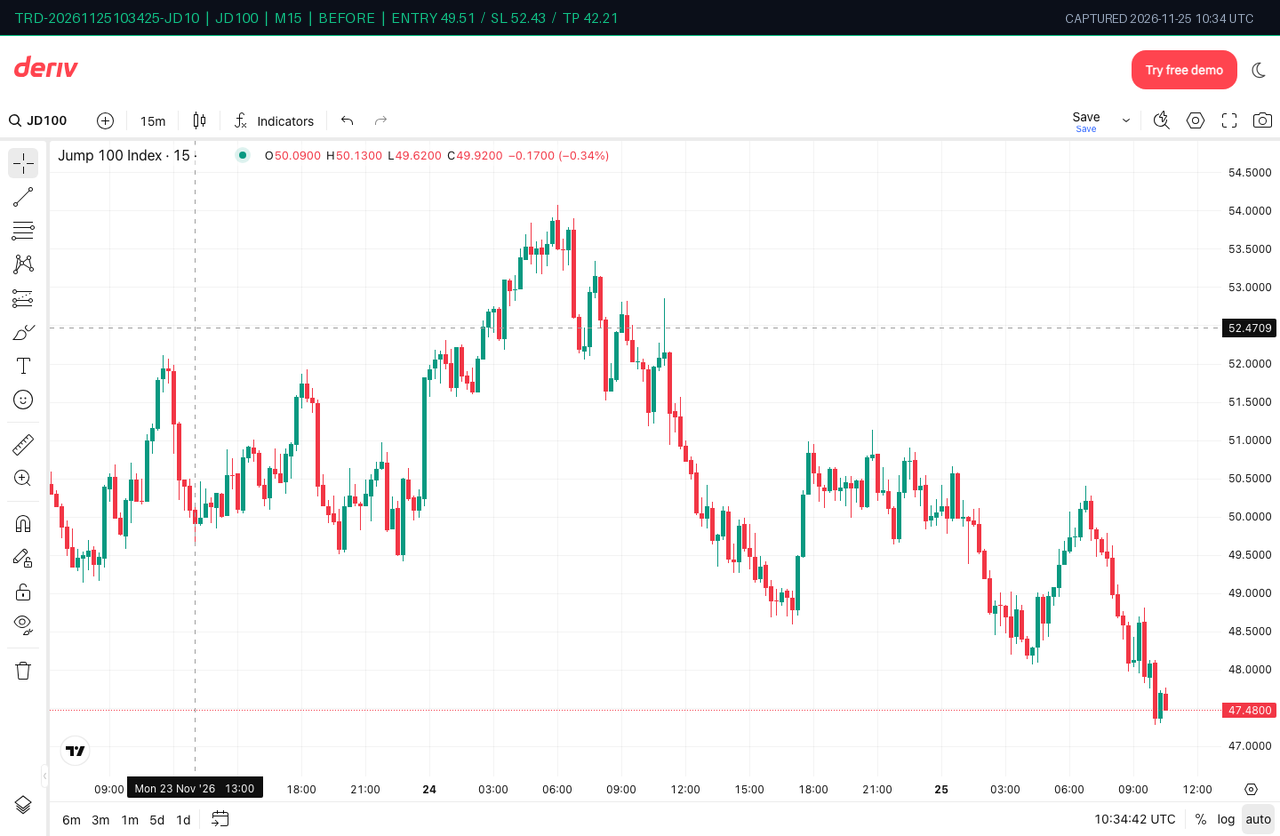 TRD-20261125103425-JD10 | JD100 | M15 | BEFORE | ENTRY 49.51 / SL 52.43 / TP 42.21
CAPTURED 2026-11-25 10:34 UTC
deriv
Try free demo
JD100
15m
Indicators
Save
Save
Jump 100 Index · 15 ·
O50.0900 H50.1300 L49.6200 C49.9200 −0.1700 (−0.34%)
54.5000
54.0000
53.5000
53.0000
52.4709
52.0000
51.5000
51.0000
50.5000
50.0000
49.5000
49.0000
48.5000
48.0000
47.4800
47.0000
09:00
Mon 23 Nov '26 13:00
18:00
21:00
24
03:00
06:00
09:00
12:00
15:00
18:00
21:00
25
03:00
06:00
09:00
12:00
6m
3m
1m
5d
1d
10:34:42 UTC
%
log
auto